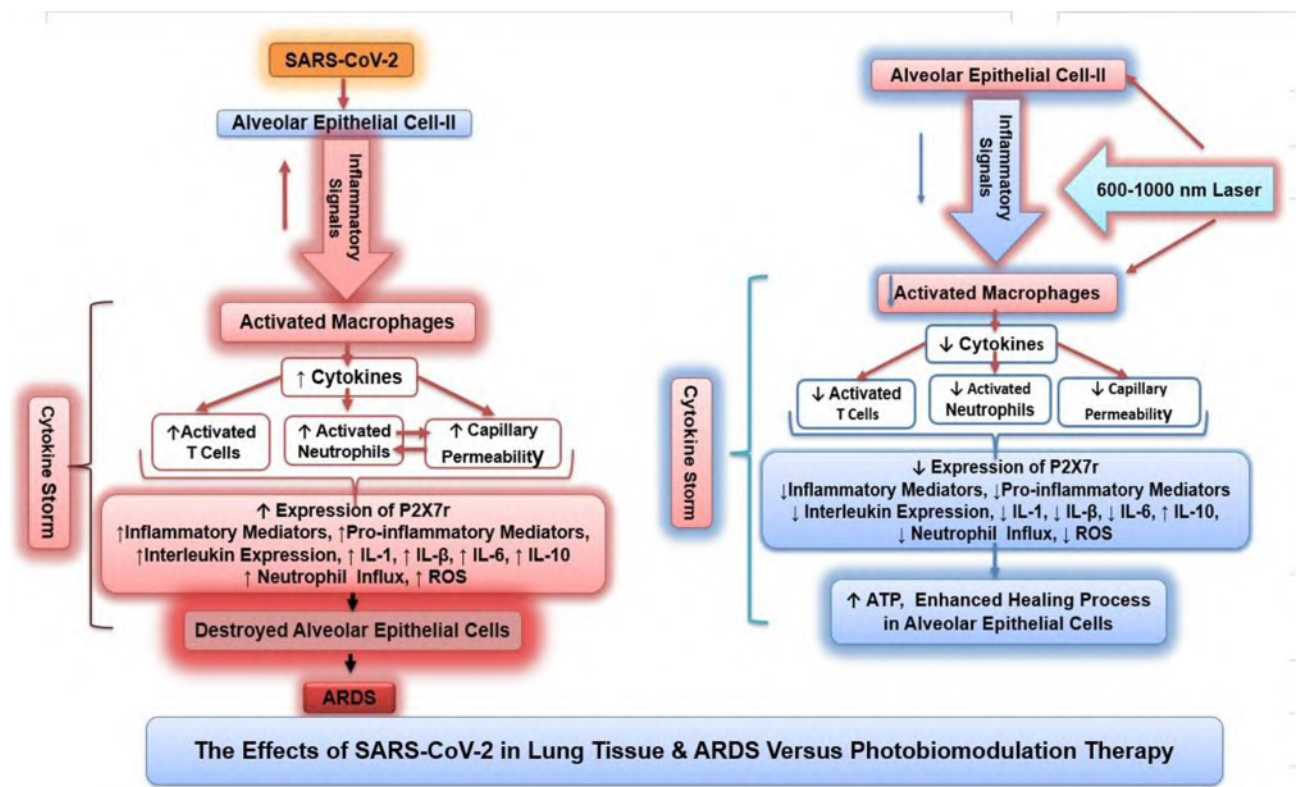 SARS-CoV-2
Alveolar Epithelial Cell-II
Inflammatory
Signals
Activated Macrophages
↑ Cytokines
↑Activated
T Cells
↑ Activated
Neutrophils
↑ Capillary
Permeability
↑ Expression of P2X7r
↑Inflammatory Mediators, ↑Pro-inflammatory Mediators,
↑Interleukin Expression, ↑ IL-1, ↑ IL-β, ↑ IL-6, ↑ IL-10
↑ Neutrophil Influx, ↑ ROS
Destroyed Alveolar Epithelial Cells
ARDS
Cytokine Storm
Alveolar Epithelial Cell-II
Inflammatory
Signals
600-1000 nm Laser
Activated Macrophages
↓ Cytokines
↓ Activated
T Cells
↓ Activated
Neutrophils
↓ Capillary
Permeability
↓ Expression of P2X7r
↓Inflammatory Mediators, ↓Pro-inflammatory Mediators
↓ Interleukin Expression, ↓ IL-1, ↓ IL-β, ↓ IL-6, ↑ IL-10,
↓ Neutrophil Influx, ↓ ROS
↑ ATP, Enhanced Healing Process
in Alveolar Epithelial Cells
Cytokine Storm
The Effects of SARS-CoV-2 in Lung Tissue & ARDS Versus Photobiomodulation Therapy